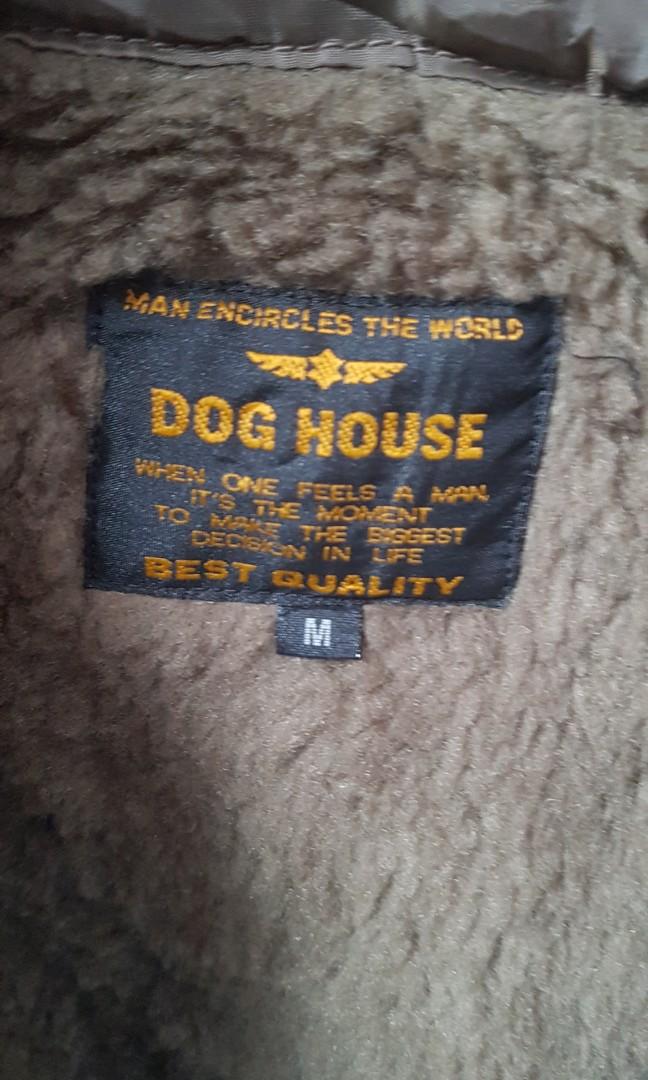 MAN ENCIRCLES THE WORLD
DOG HOUSE
WHEN ONE FEELS A MAN,
IT'S THE MOMENT
TO MAKE THE BIGGEST
DECISION IN LIFE
BEST QUALITY
M